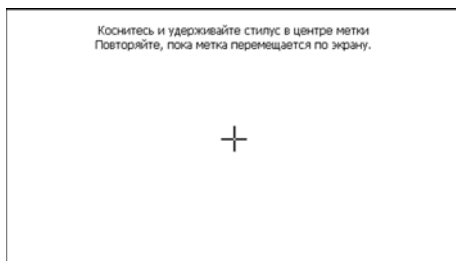 Коснитесь и удерживайте стилус в центре метки
Повторяйте, пока метка перемещается по экрану.